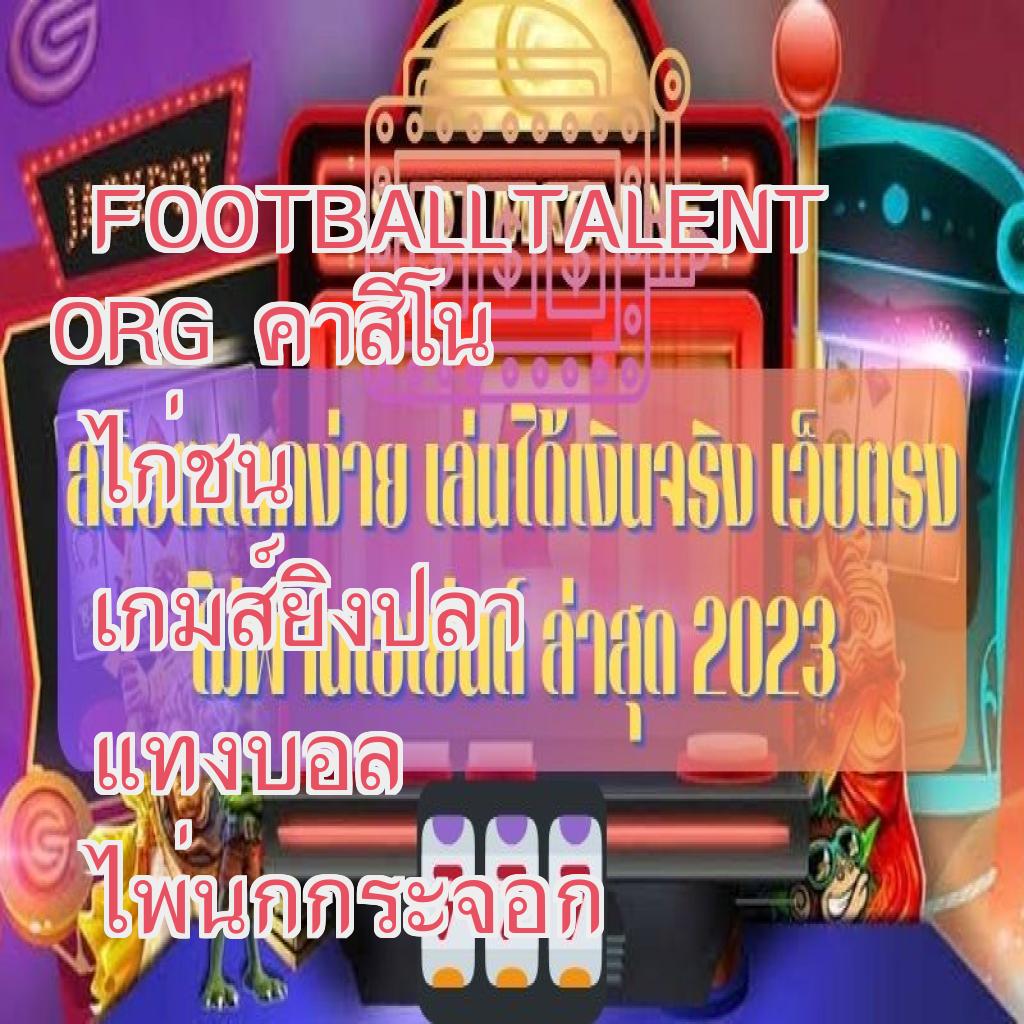 JACKPOT
FOOTBALLTALENT
ORG คาสิโน
ไก่ชน
เล่นได้เงินจริง เว็บตรง
เกมส์ยิงปลา
ล่าสุด 2023
แทงบอล
ไพ่นกกระจอก